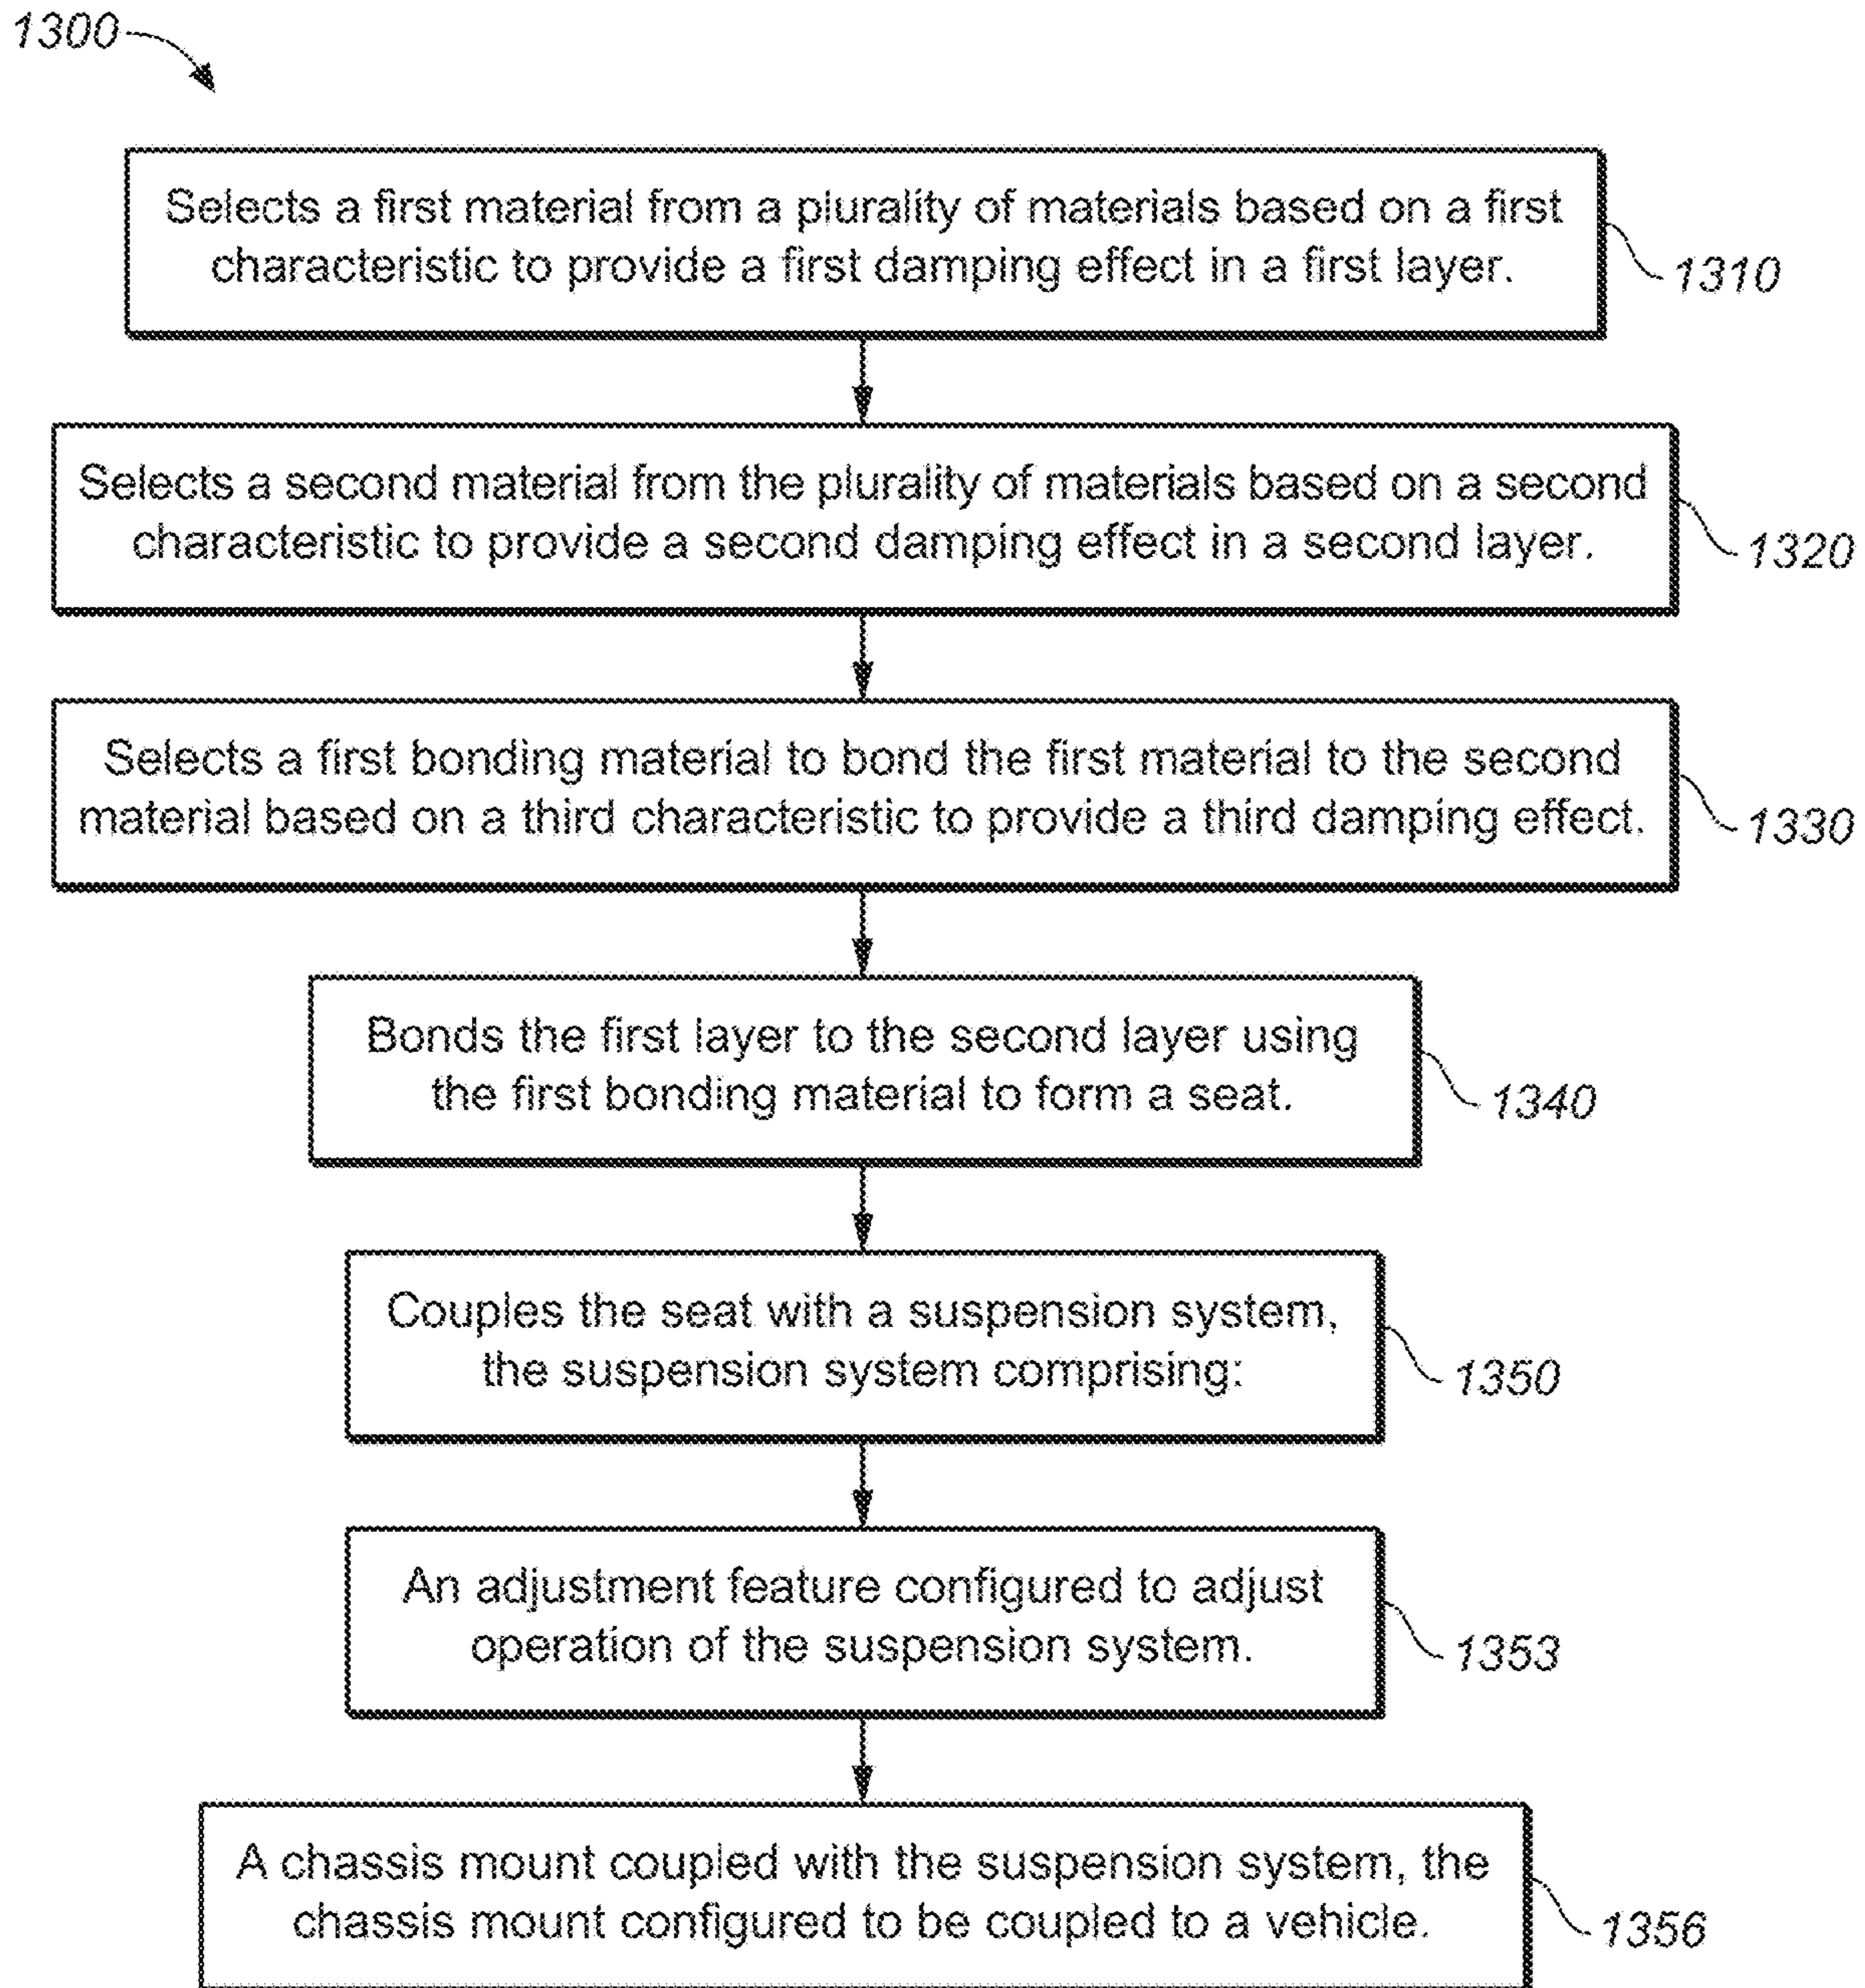 1300
Selects a first material from a plurality of materials based on a first
characteristic to provide a first damping effect in a first layer.
1310
Selects a second material from the plurality of materials based on a second
characteristic to provide a second damping effect in a second layer.
1320
Selects a first bonding material to bond the first material to the second
material based on a third characteristic to provide a third damping effect.
1330
Bonds the first layer to the second layer using
the first bonding material to form a seat.
1340
Couples the seat with a suspension system,
the suspension system comprising:
1350
An adjustment feature configured to adjust
operation of the suspension system.
1353
A chassis mount coupled with the suspension system, the
chassis mount configured to be coupled to a vehicle.
1356